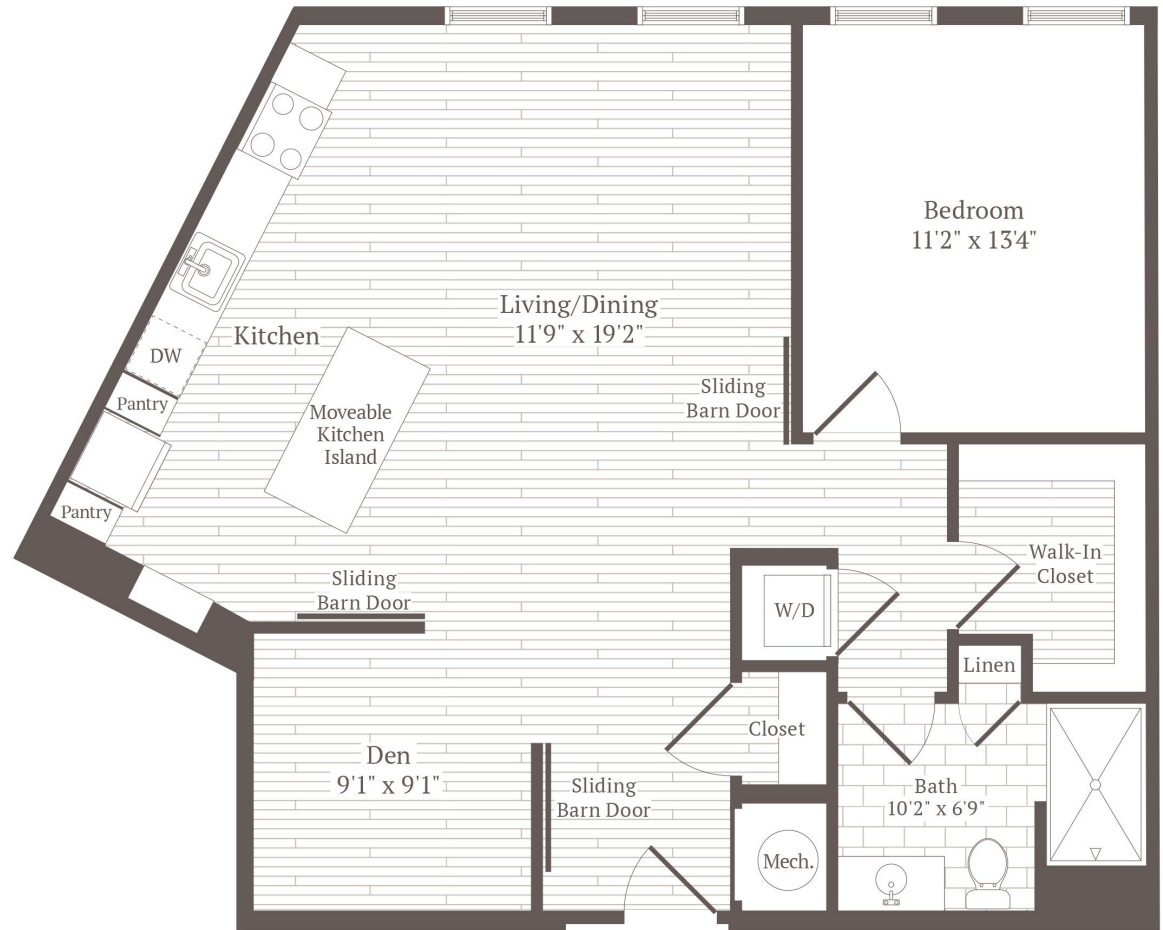 Bedroom
11'2" x 13'4"
Living/Dining
11'9" x 19'2"
Kitchen
DW
Pantry
Sliding
Barn Door
Moveable
Kitchen
Island
Pantry
Walk-In
Closet
Sliding
Barn Door
W/D
Linen
Closet
Den
9'1" x 9'1"
Sliding
Barn Door
Bath
10'2" x 6'9"
Mech.